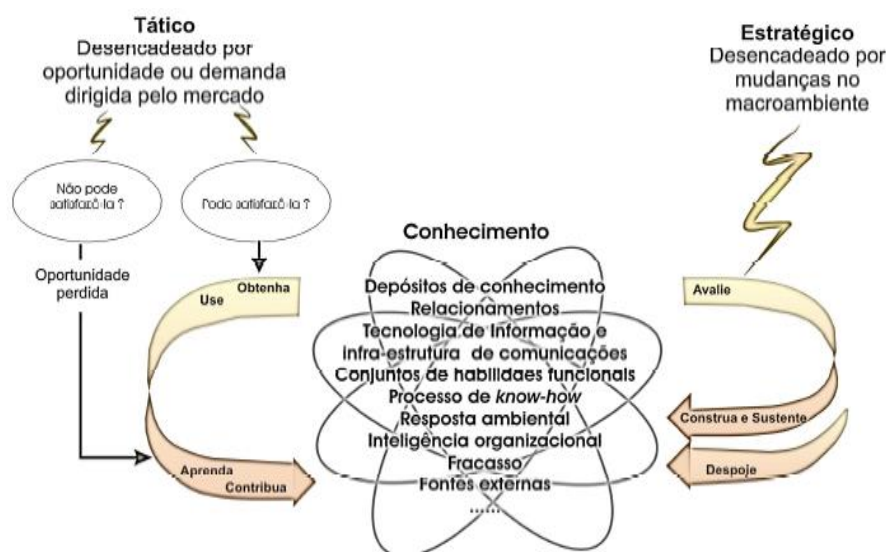 Tático
Desencadeado por
oportunidade ou demanda
dirigida pelo mercado
Estratégico
Desencadeado por
mudanças no
macroambiente
Não pode
satisfazê-la ?
Pode satisfazê-la ?
Oportunidade
perdida
Use
Obtenha
Aprenda
Contribua
Conhecimento
Depósitos de conhecimento
Relacionamentos
Tecnologia de Informação e
infra-estrutura de comunicações
Conjuntos de habilidaes funcionais
Processo de know-how
Resposta ambiental
Inteligência organizacional
Fracasso
Fontes externas
......
Avalie
Construa e Sustente
Despoje